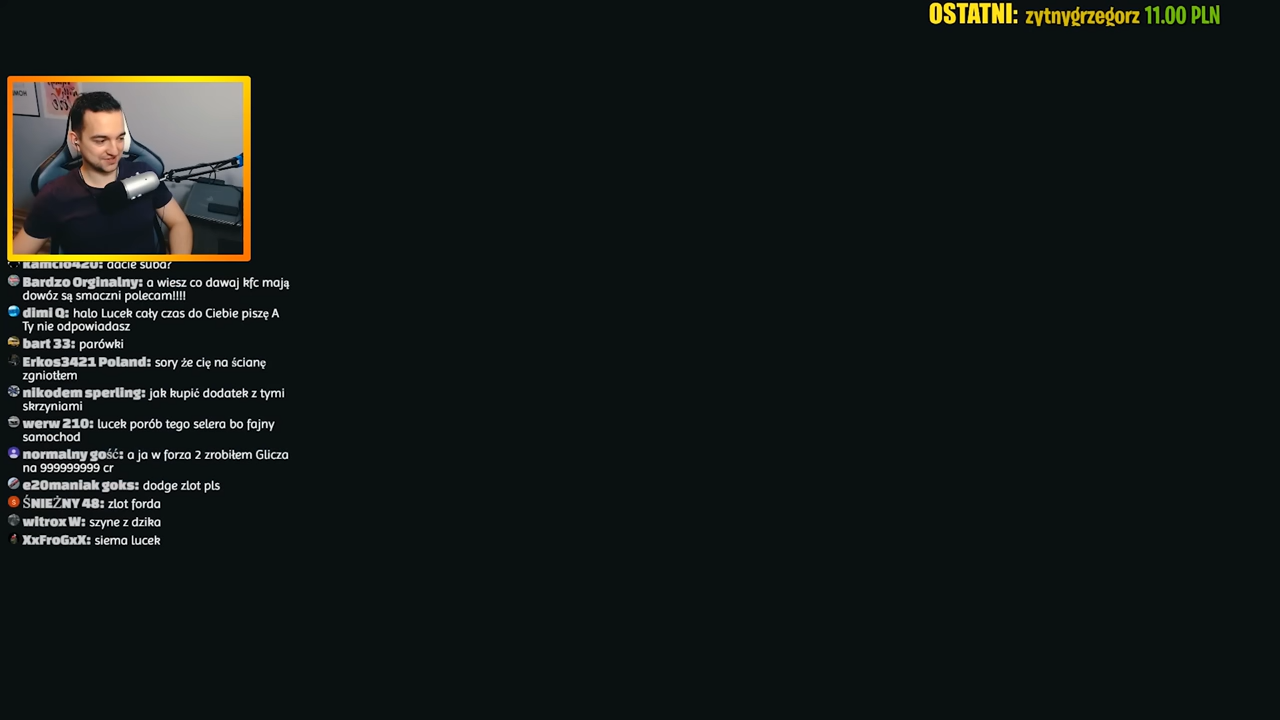 OSTATNI: zytnygrzegorz 11.00 PLN
kamcio420: dacie suba?
Bardzo Orginalny: a wiesz co dawaj kfc mają
dowóz są smaczni polecam!!!!
dimi Q: halo Lucek cały czas do Ciebie piszę A
Ty nie odpowiadasz
bart 33: parówki
Erkos3421 Poland: sory że cię na ścianę
zgniotłem
nikodem sperling: jak kupić dodatek z tymi
skrzyniami
werw 210: lucek porób tego selera bo fajny
samochod
normalny gość: a ja w forza 2 zrobiłem Glicza
na 999999999 cr
e20maniak goks: dodge zlot pls
ŚNIEŻNY 48: zlot forda
witrox W: szyne z dzika
XxFroGxX: siema lucek